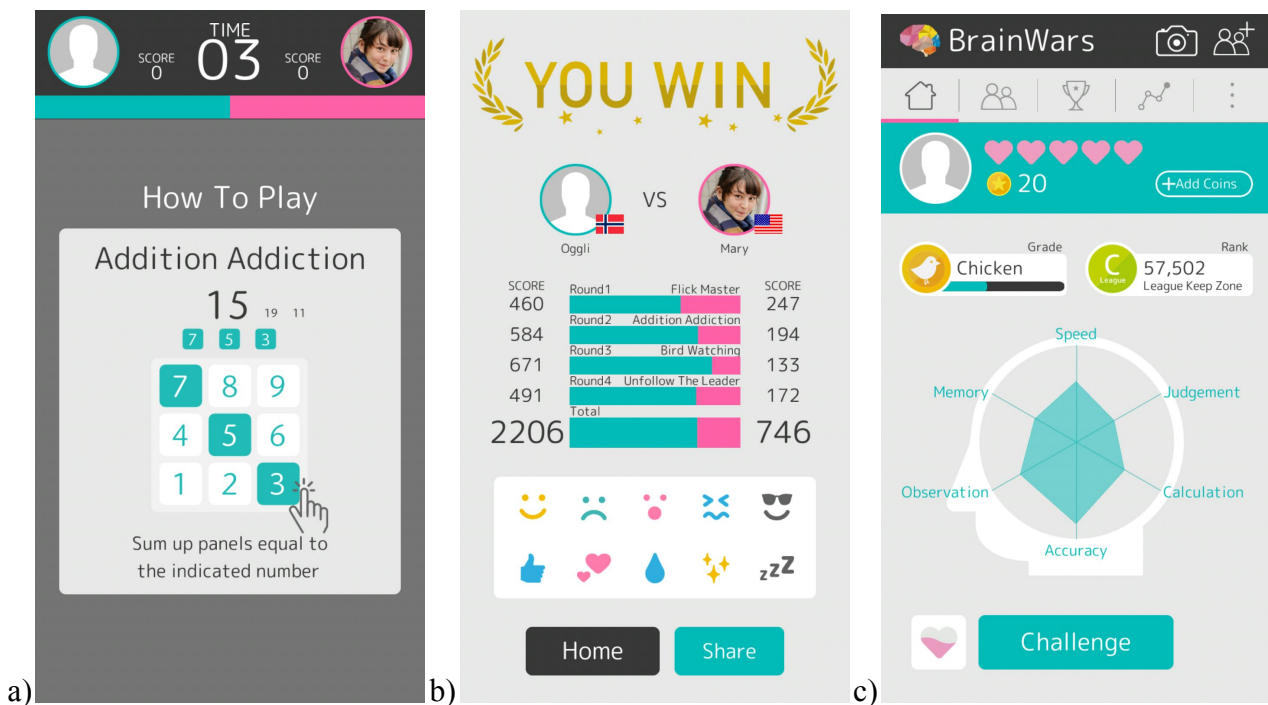 TIME
SCORE 03 SCORE
0 0
How To Play
Addition Addiction
15 19 11
7 5 3
7 8 9
4 5 6
1 2 3
Sum up panels equal to
the indicated number
a)
YOU WIN
VS
Oggli Mary
SCORE Round1 Flick Master SCORE
460 247
Round2 Addition Addiction
584 194
Round3 Bird Watching
671 133
Round4 Unfollow The Leader
491 172
Total
2206 746
zzZ
Home Share
b)
BrainWars
20 +Add Coins
Grade Rank
Chicken C 57,502
League League Keep Zone
Speed
Memory Judgement
Observation Calculation
Accuracy
Challenge
c)